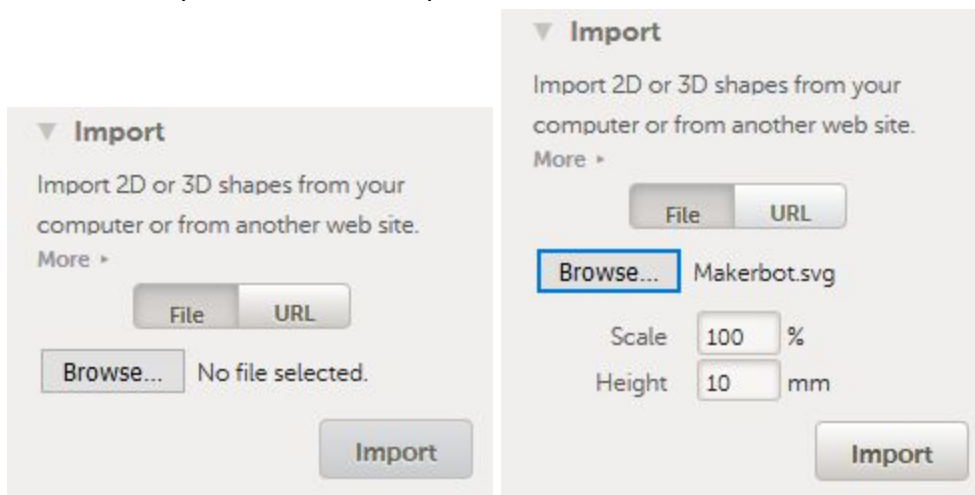 ▼ Import
Import 2D or 3D shapes from your
computer or from another web site.
More ▸
File URL
Browse... No file selected.
Import
▼ Import
Import 2D or 3D shapes from your
computer or from another web site.
More ▸
File URL
Browse... Makerbot.svg
Scale 100 %
Height 10 mm
Import